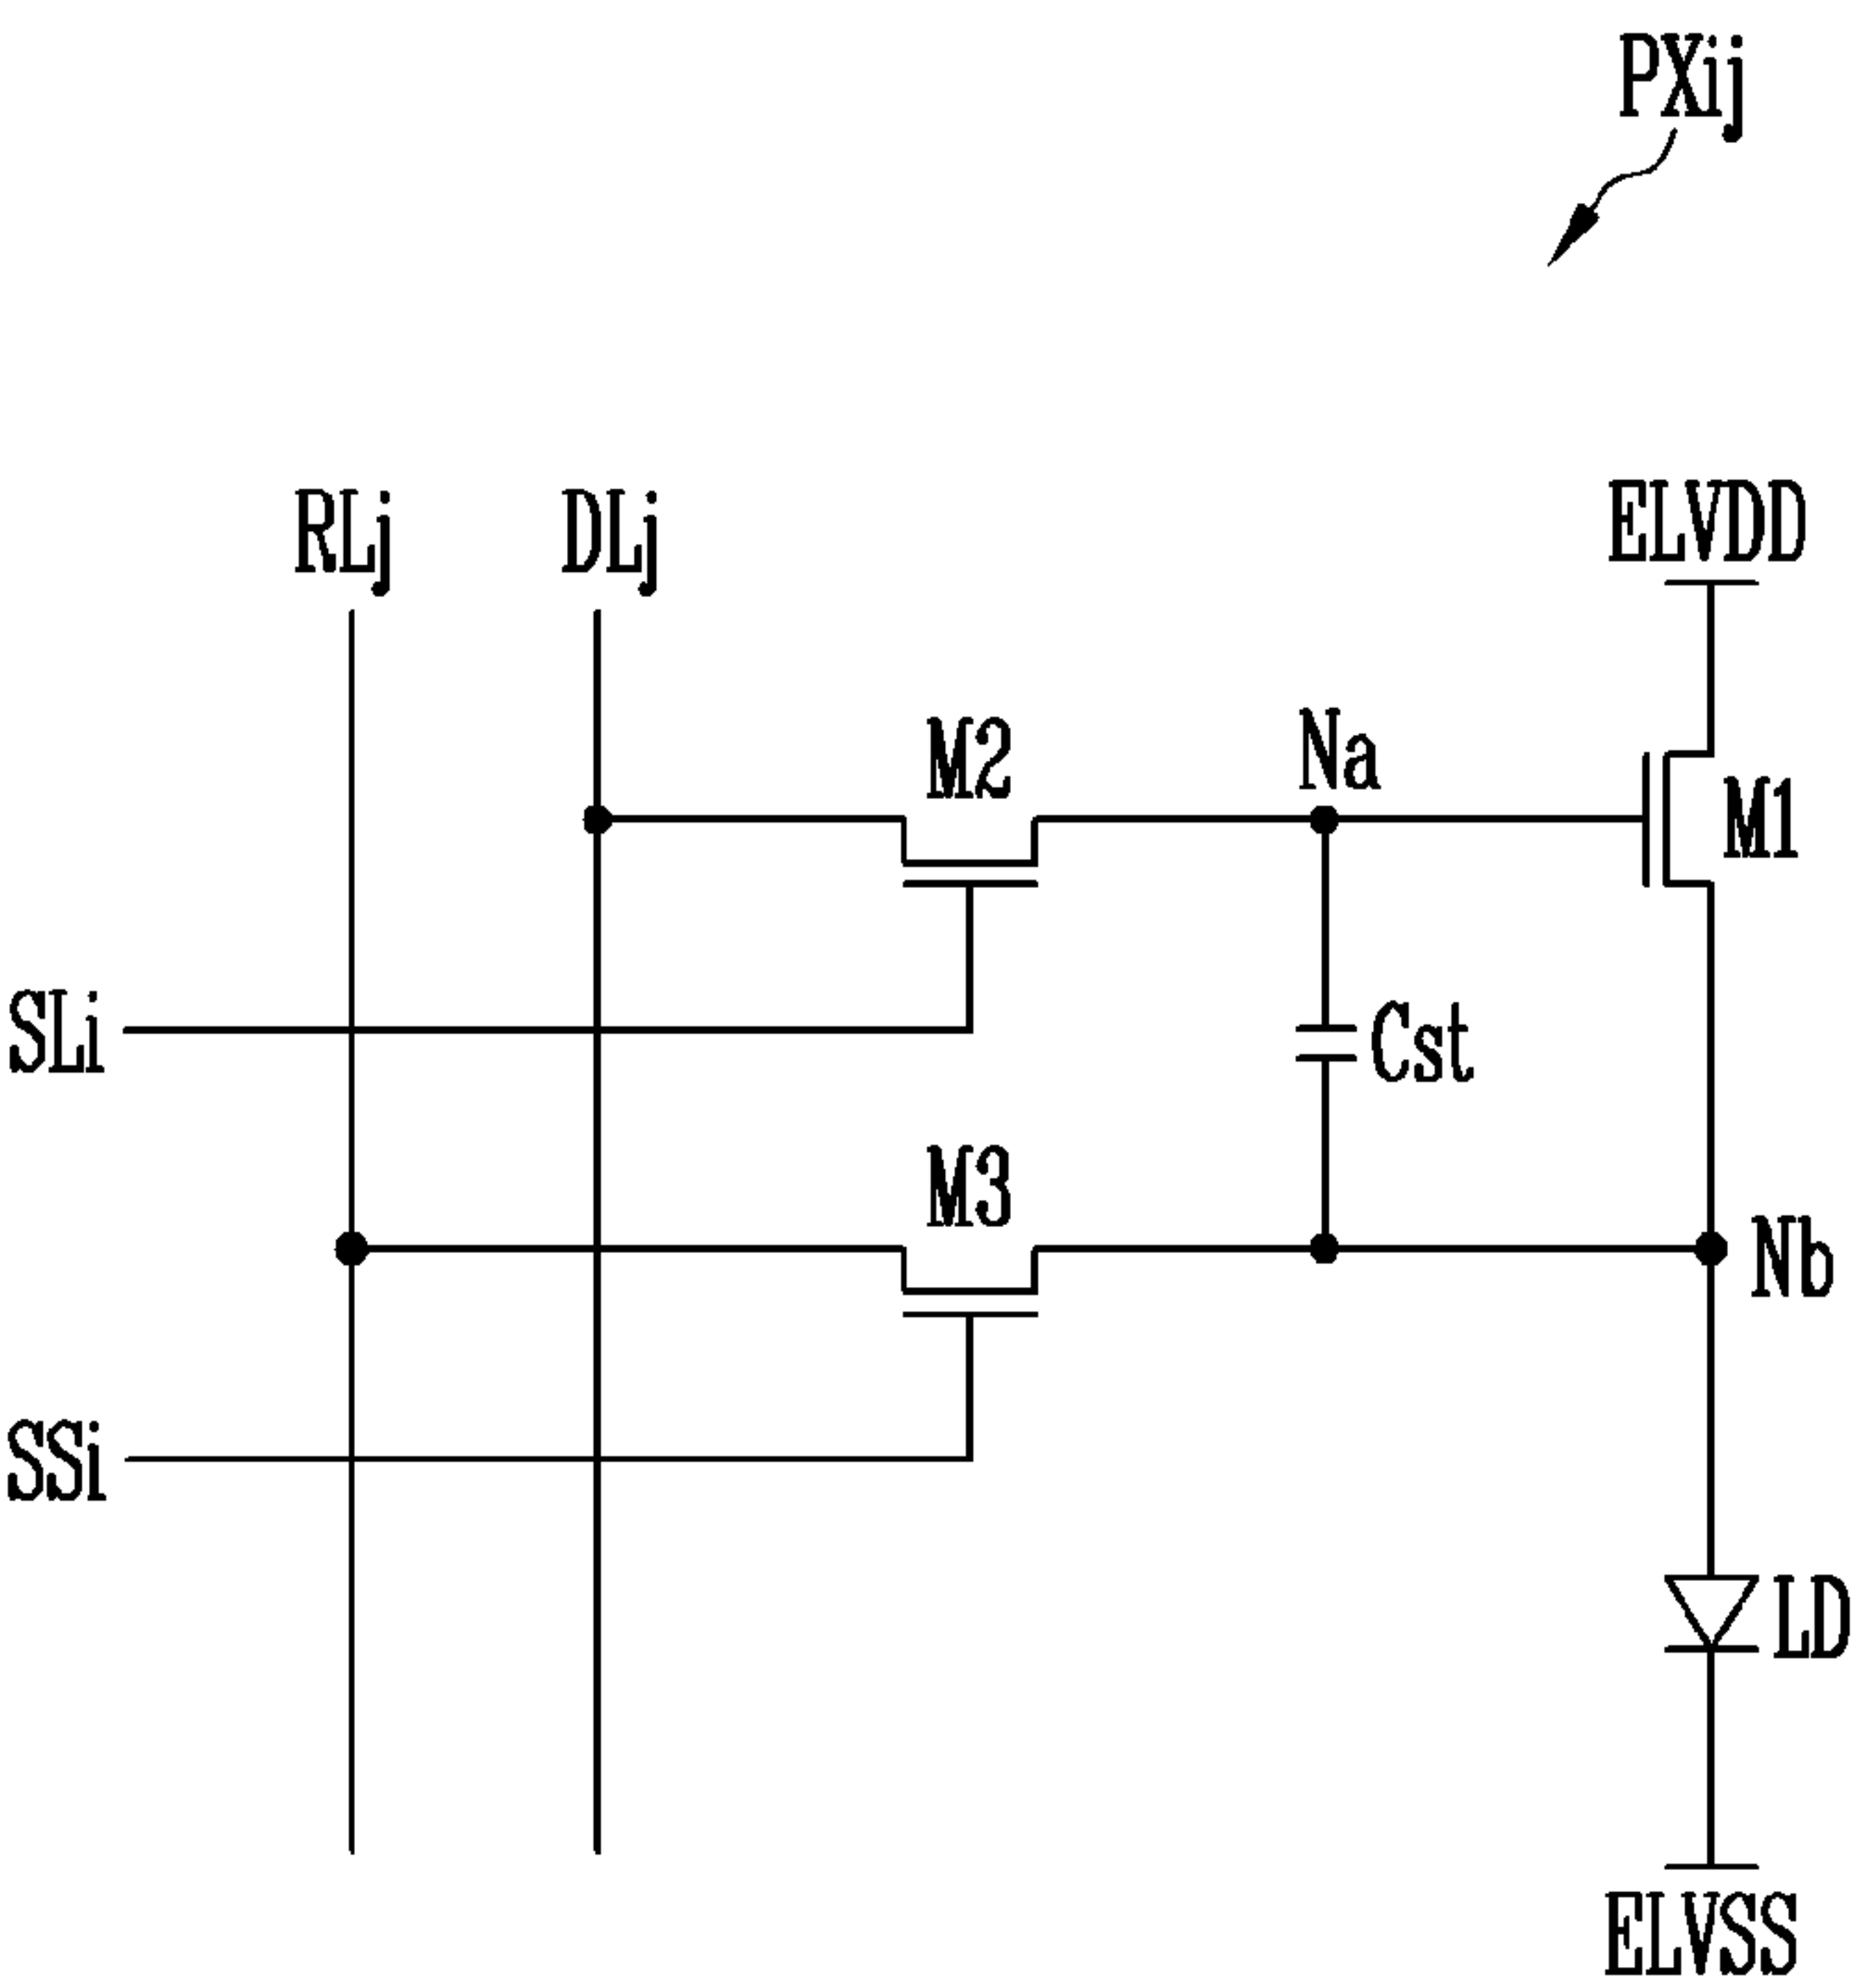 PXij
RLj
DLj
ELVDD
M2
Na
M1
SLi
Cst
M3
Nb
SSi
LD
ELVSS